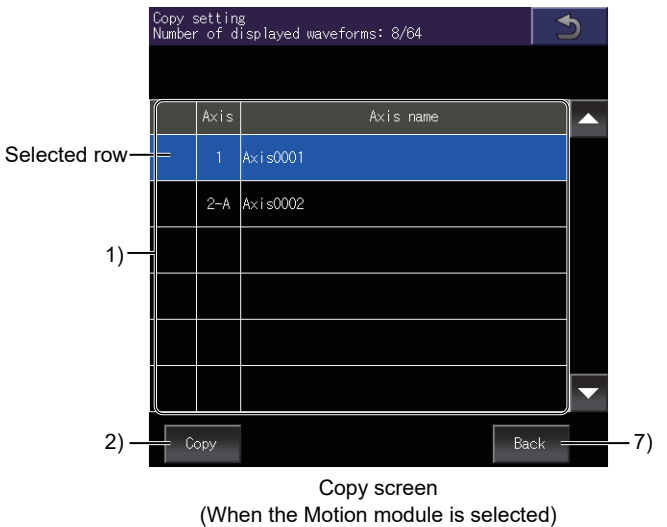 Copy setting
Number of displayed waveforms: 8/64
Axis Axis name
Selected row
1 Axis0001
2-A Axis0002
1)
2) Copy Back 7)
Copy screen
(When the Motion module is selected)